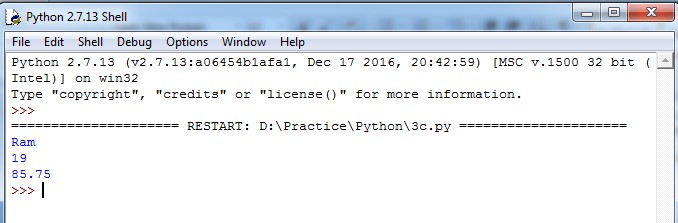 Python 2.7.13 Shell
File Edit Shell Debug Options Window Help
Python 2.7.13 (v2.7.13:a06454b1afa1, Dec 17 2016, 20:42:59) [MSC v.1500 32 bit (
Intel)] on win32
Type "copyright", "credits" or "license()" for more information.
>>>
===================== RESTART: D:\Practice\Python\3c.py =====================
Ram
19
85.75
>>>